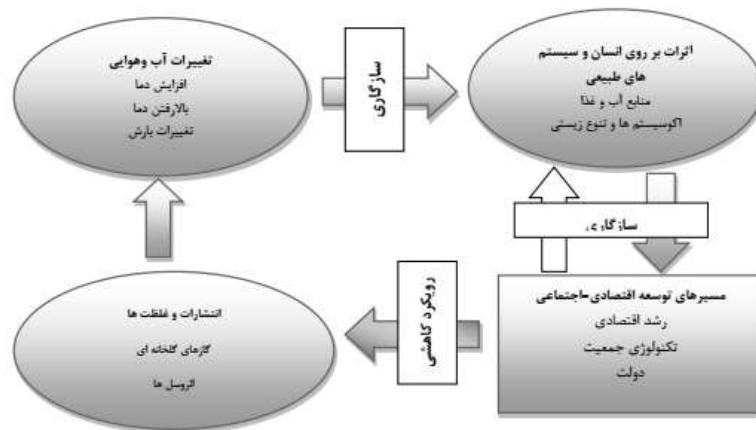 تغییرات آب وهوایی
افزایش دما
بالارفتن دما
تغییرات بارش
سازگاری
اثرات بر روی انسان و سیستم
های طبیعی
منابع آب و غذا
اکوسیستم ها و تنوع زیستی
سازگاری
مسیرهای توسعه اقتصادی-اجتماعی
رشد اقتصادی
تکنولوژی جمعیت
دولت
رویکرد کاهشی
انتشارات و غلظت ها
گازهای گلخانه ای
ائروسل ها